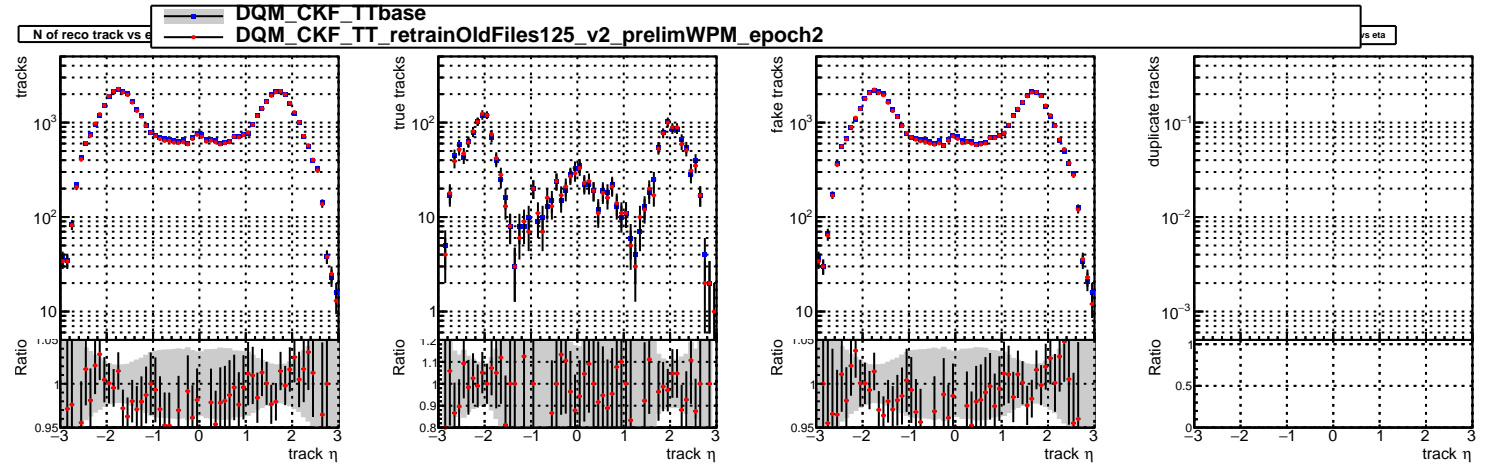 DQM_CKF_TTbase
DQM_CKF_TT_retrainOldFiles125_v2_prelimWPM_epoch2
N of reco track vs e
vs eta
tracks
10³
10²
10
Ratio
1.05
1
0.95
−3 −2 −1 0 1 2 3
track η
true tracks
10²
10
1
Ratio
1.2
1.1
1
0.9
0.8
−3 −2 −1 0 1 2 3
track η
fake tracks
10³
10²
10
Ratio
1.05
1
0.95
−3 −2 −1 0 1 2 3
track η
duplicate tracks
10⁻¹
10⁻²
10⁻³
Ratio
1
0.5
0
−3 −2 −1 0 1 2 3
track η